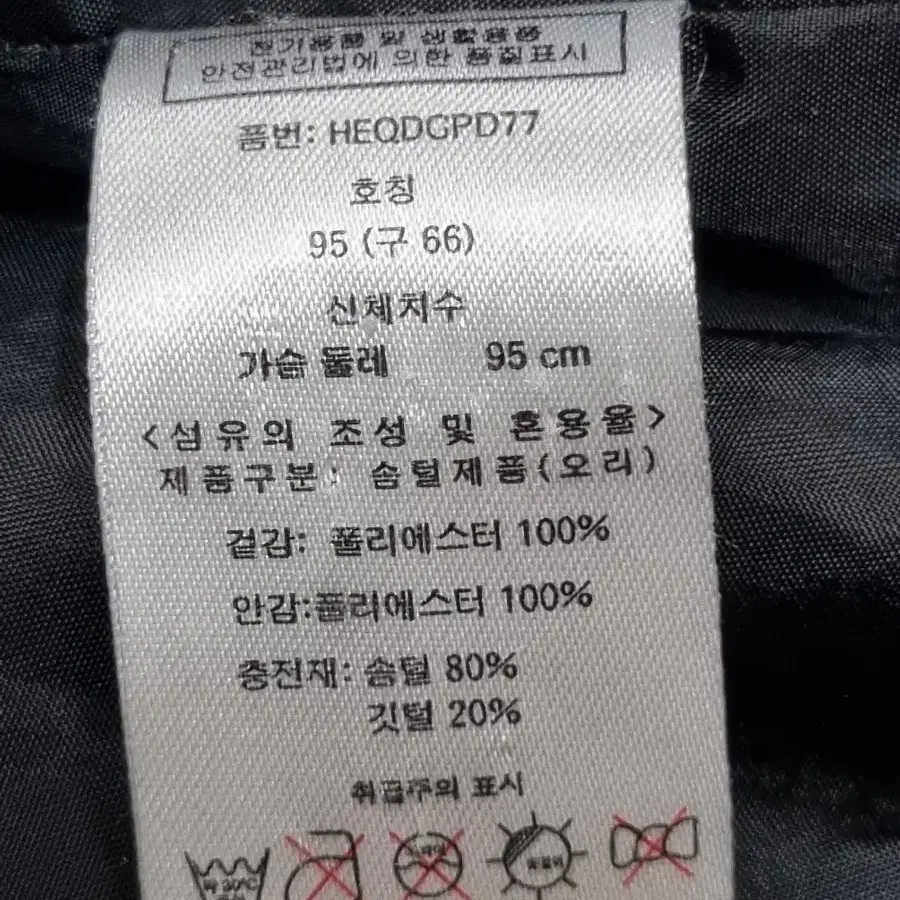 전기용품 및 생활용품
안전관리법에 의한 품질표시
품번: HEQDGPD77
호칭
95 (구 66)
신체치수
가슴 둘레 95 cm
<섬유의 조성 및 혼용율>
제품구분: 솜털제품(오리)
겉감: 폴리에스터 100%
안감:폴리에스터 100%
충전재: 솜털 80%
깃털 20%
취급주의 표시
약 30℃